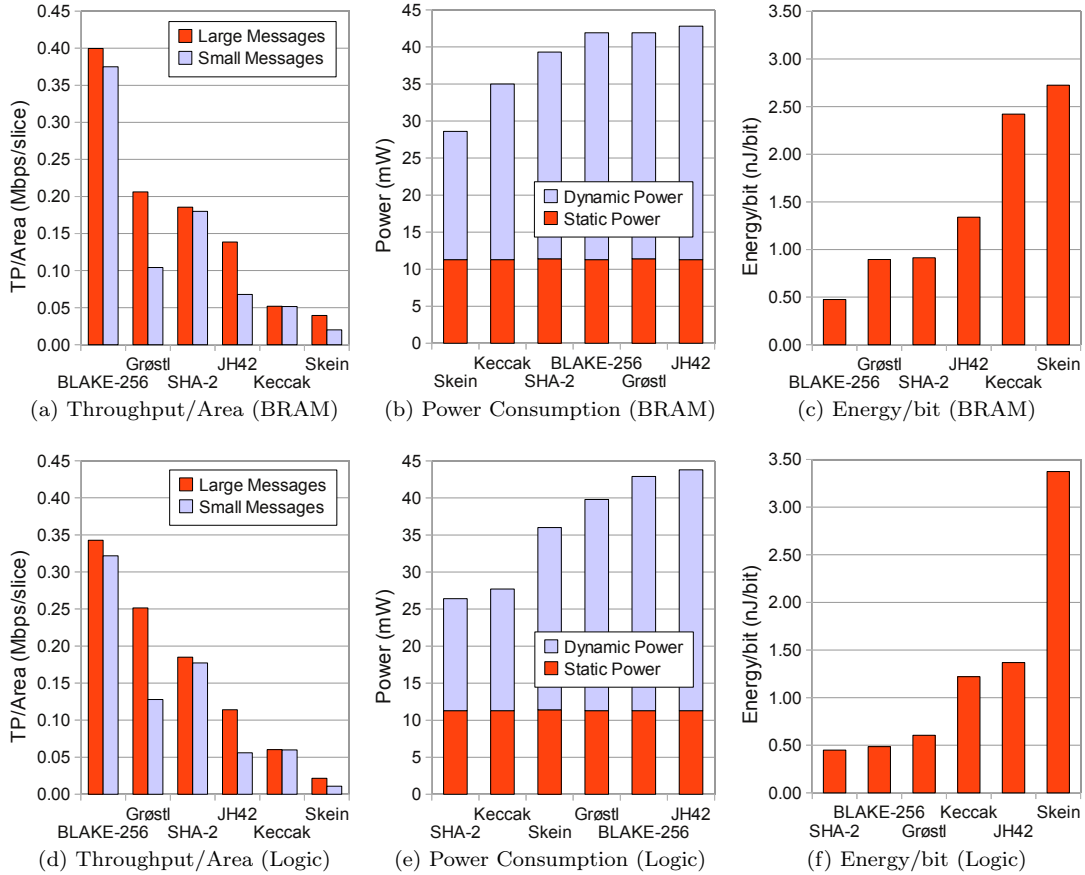 TP/Area (Mbps/slice)
0.45
0.40
0.35
0.30
0.25
0.20
0.15
0.10
0.05
0.00
Large Messages
Small Messages
Grøstl JH42 Skein
BLAKE-256 SHA-2 Keccak
(a) Throughput/Area (BRAM)
Power (mW)
45
40
35
30
25
20
15
10
5
0
Dynamic Power
Static Power
Keccak BLAKE-256 JH42
Skein SHA-2 Grøstl
(b) Power Consumption (BRAM)
Energy/bit (nJ/bit)
3.50
3.00
2.50
2.00
1.50
1.00
0.50
0.00
Grøstl JH42 Skein
BLAKE-256 SHA-2 Keccak
(c) Energy/bit (BRAM)
TP/Area (Mbps/slice)
0.45
0.40
0.35
0.30
0.25
0.20
0.15
0.10
0.05
0.00
Large Messages
Small Messages
Grøstl JH42 Skein
BLAKE-256 SHA-2 Keccak
(d) Throughput/Area (Logic)
Power (mW)
45
40
35
30
25
20
15
10
5
0
Dynamic Power
Static Power
Keccak Grøstl JH42
SHA-2 Skein BLAKE-256
(e) Power Consumption (Logic)
Energy/bit (nJ/bit)
3.50
3.00
2.50
2.00
1.50
1.00
0.50
0.00
BLAKE-256 Keccak Skein
SHA-2 Grøstl JH42
(f) Energy/bit (Logic)